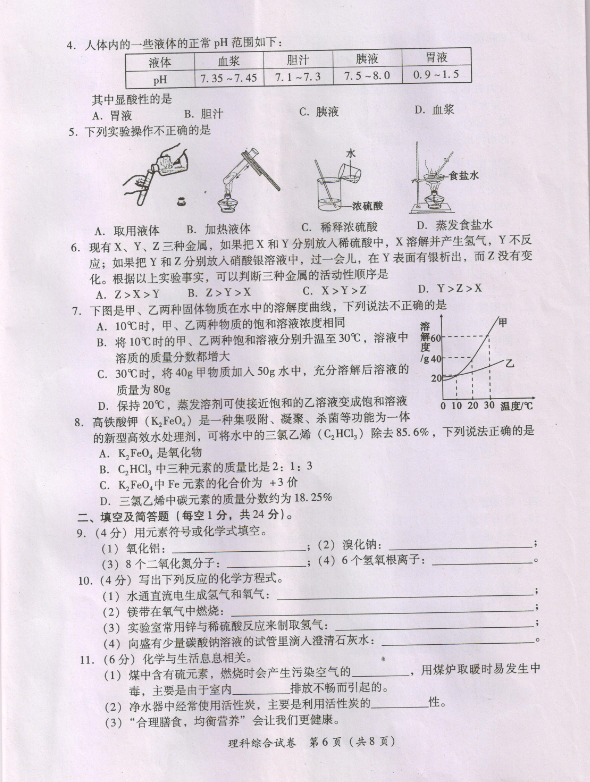 4. 人体内的一些液体的正常 pH 范围如下：
液体 血浆 胆汁 胰液 胃液
pH 7.35~7.45 7.1~7.3 7.5~8.0 0.9~1.5
其中显酸性的是
A. 胃液 B. 胆汁 C. 胰液 D. 血浆
5. 下列实验操作不正确的是
水
食盐水
浓硫酸
A. 取用液体 B. 加热液体 C. 稀释浓硫酸 D. 蒸发食盐水
6. 现有X、Y、Z三种金属，如果把X和Y分别放入稀硫酸中，X溶解并产生氢气，Y不反
应；如果把Y和Z分别放入硝酸银溶液中，过一会儿，在Y表面有银析出，而Z没有变
化。根据以上实验事实，可以判断三种金属的活动性顺序是
A. Z>X>Y B. Z>Y>X C. X>Y>Z D. Y>Z>X
7. 下图是甲、乙两种固体物质在水中的溶解度曲线，下列说法不正确的是
A. 10℃时，甲、乙两种物质的饱和溶液浓度相同
B. 将10℃时的甲、乙两种饱和溶液分别升温至30℃，溶液中
溶质的质量分数都增大
C. 30℃时，将40g甲物质加入50g水中，充分溶解后溶液的
质量为80g
D. 保持20℃，蒸发溶剂可使接近饱和的乙溶液变成饱和溶液
溶解度/g
60
40
20
甲
乙
0 10 20 30 温度/℃
8. 高铁酸钾（K₂FeO₄）是一种集吸附、凝聚、杀菌等功能为一体
的新型高效水处理剂，可将水中的三氯乙烯（C₂HCl₃）除去85.6%，下列说法正确的是
A. K₂FeO₄是氧化物
B. C₂HCl₃中三种元素的质量比是2：1：3
C. K₂FeO₄中Fe元素的化合价为 +3价
D. 三氯乙烯中碳元素的质量分数约为18.25%
二、填空及简答题（每空1分，共24分）。
9.（4分）用元素符号或化学式填空。
（1）氧化铝：；（2）溴化钠：；
（3）8个二氧化氮分子：；（4）6个氢氧根离子：。
10.（4分）写出下列反应的化学方程式。
（1）水通直流电生成氢气和氧气：；
（2）镁带在氧气中燃烧：；
（3）实验室常用锌与稀硫酸反应来制取氢气：；
（4）向盛有少量碳酸钠溶液的试管里滴入澄清石灰水：。
11.（6分）化学与生活息息相关。
（1）煤中含有硫元素，燃烧时会产生污染空气的，用煤炉取暖时易发生中
毒，主要是由于室内排放不畅而引起的。
（2）净水器中经常使用活性炭，主要是利用活性炭的性。
（3）“合理膳食，均衡营养”会让我们更健康。
理科综合试卷 第6页（共8页）